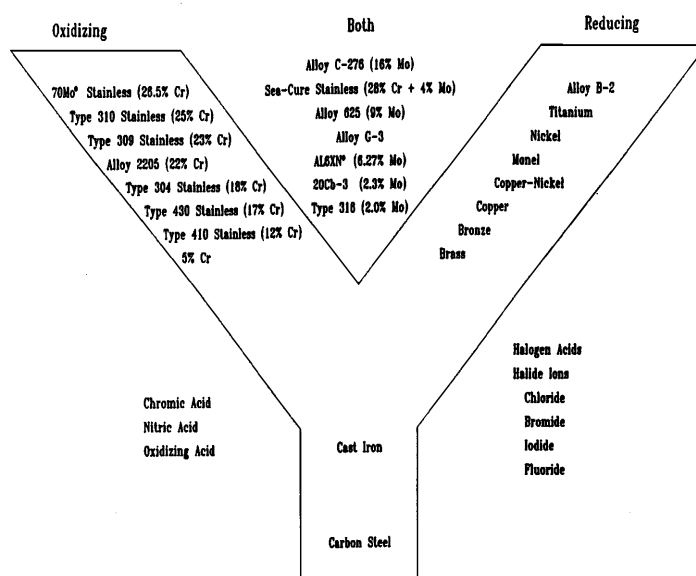 Oxidizing
Both
Reducing
Alloy C-276 (16% Mo)
Sea-Cure Stainless (26% Cr + 4% Mo)
Alloy 625 (9% Mo)
Alloy G-3
AL6XN® (6.27% Mo)
20Cb-3 (2.3% Mo)
Type 316 (2.0% Mo)
70Mo® Stainless (26.5% Cr)
Type 310 Stainless (25% Cr)
Type 309 Stainless (23% Cr)
Alloy 2205 (22% Cr)
Type 304 Stainless (18% Cr)
Type 430 Stainless (17% Cr)
Type 410 Stainless (12% Cr)
5% Cr
Alloy B-2
Titanium
Nickel
Monel
Copper-Nickel
Copper
Bronze
Brass
Chromic Acid
Nitric Acid
Oxidizing Acid
Halogen Acids
Halide Ions
Chloride
Bromide
Iodide
Fluoride
Cast Iron
Carbon Steel